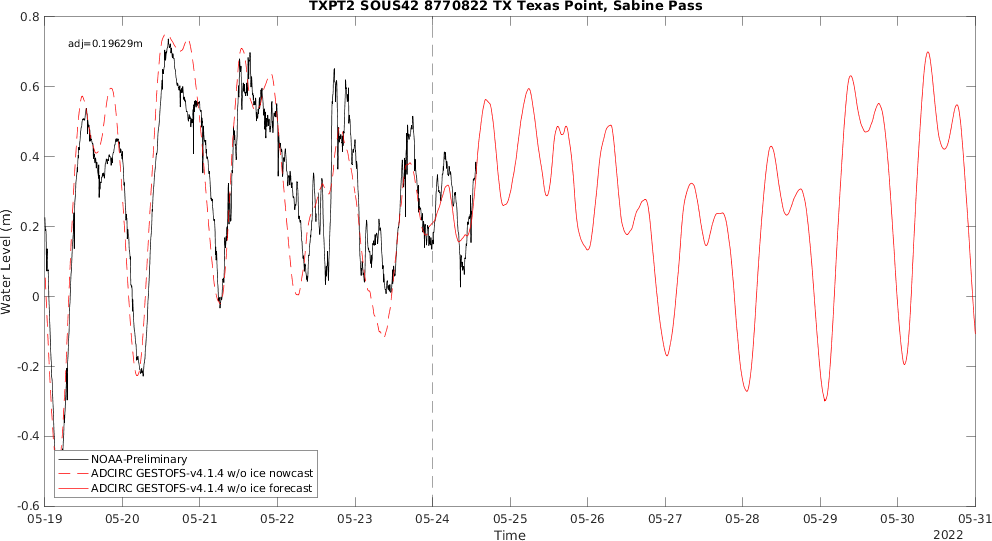 TXPT2 SOUS42 8770822 TX Texas Point, Sabine Pass
adj=0.19629m
0.8
0.6
0.4
0.2
0
-0.2
-0.4
-0.6
Water Level (m)
NOAA-Preliminary
ADCIRC GESTOFS-v4.1.4 w/o ice nowcast
ADCIRC GESTOFS-v4.1.4 w/o ice forecast
05-19 05-20 05-21 05-22 05-23 05-24 05-25 05-26 05-27 05-28 05-29 05-30 05-31
Time
2022